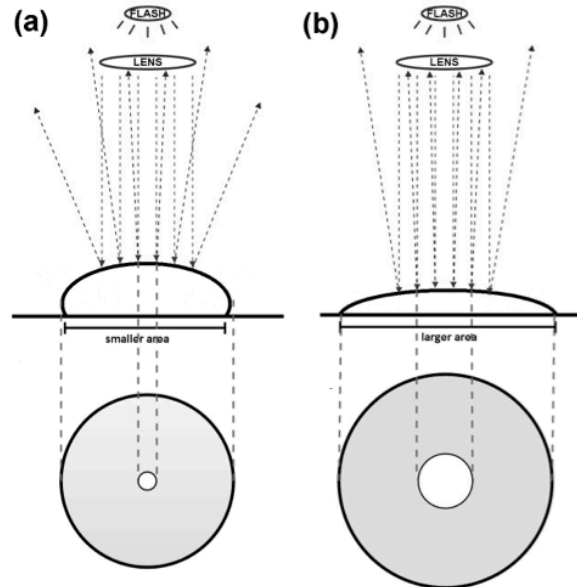 (a)
FLASH
LENS
smaller area
(b)
FLASH
LENS
larger area